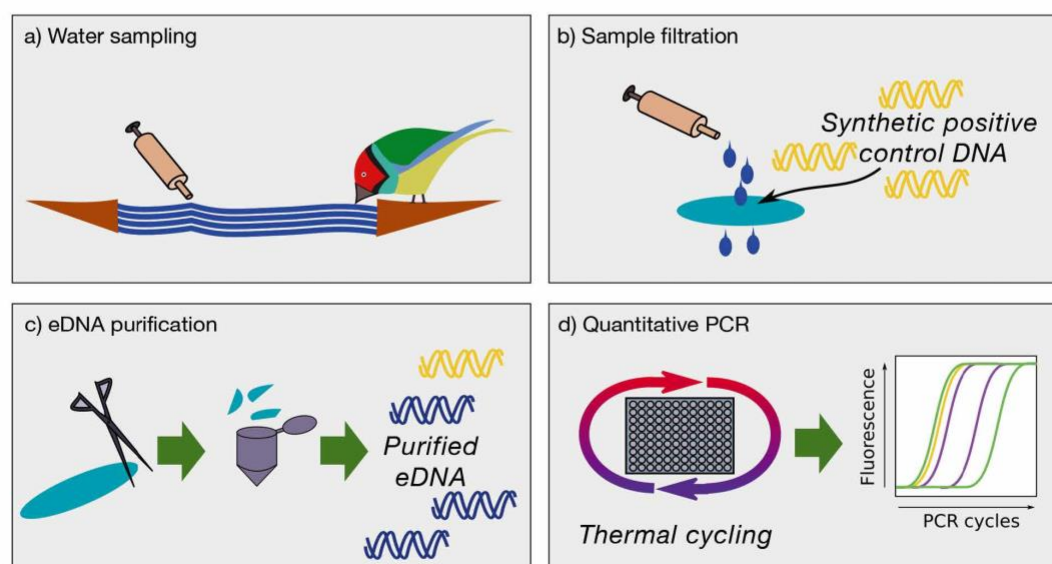 a) Water sampling
b) Sample filtration
Synthetic positive
control DNA
c) eDNA purification
Purified
eDNA
d) Quantitative PCR
Thermal cycling
Fluorescence
PCR cycles